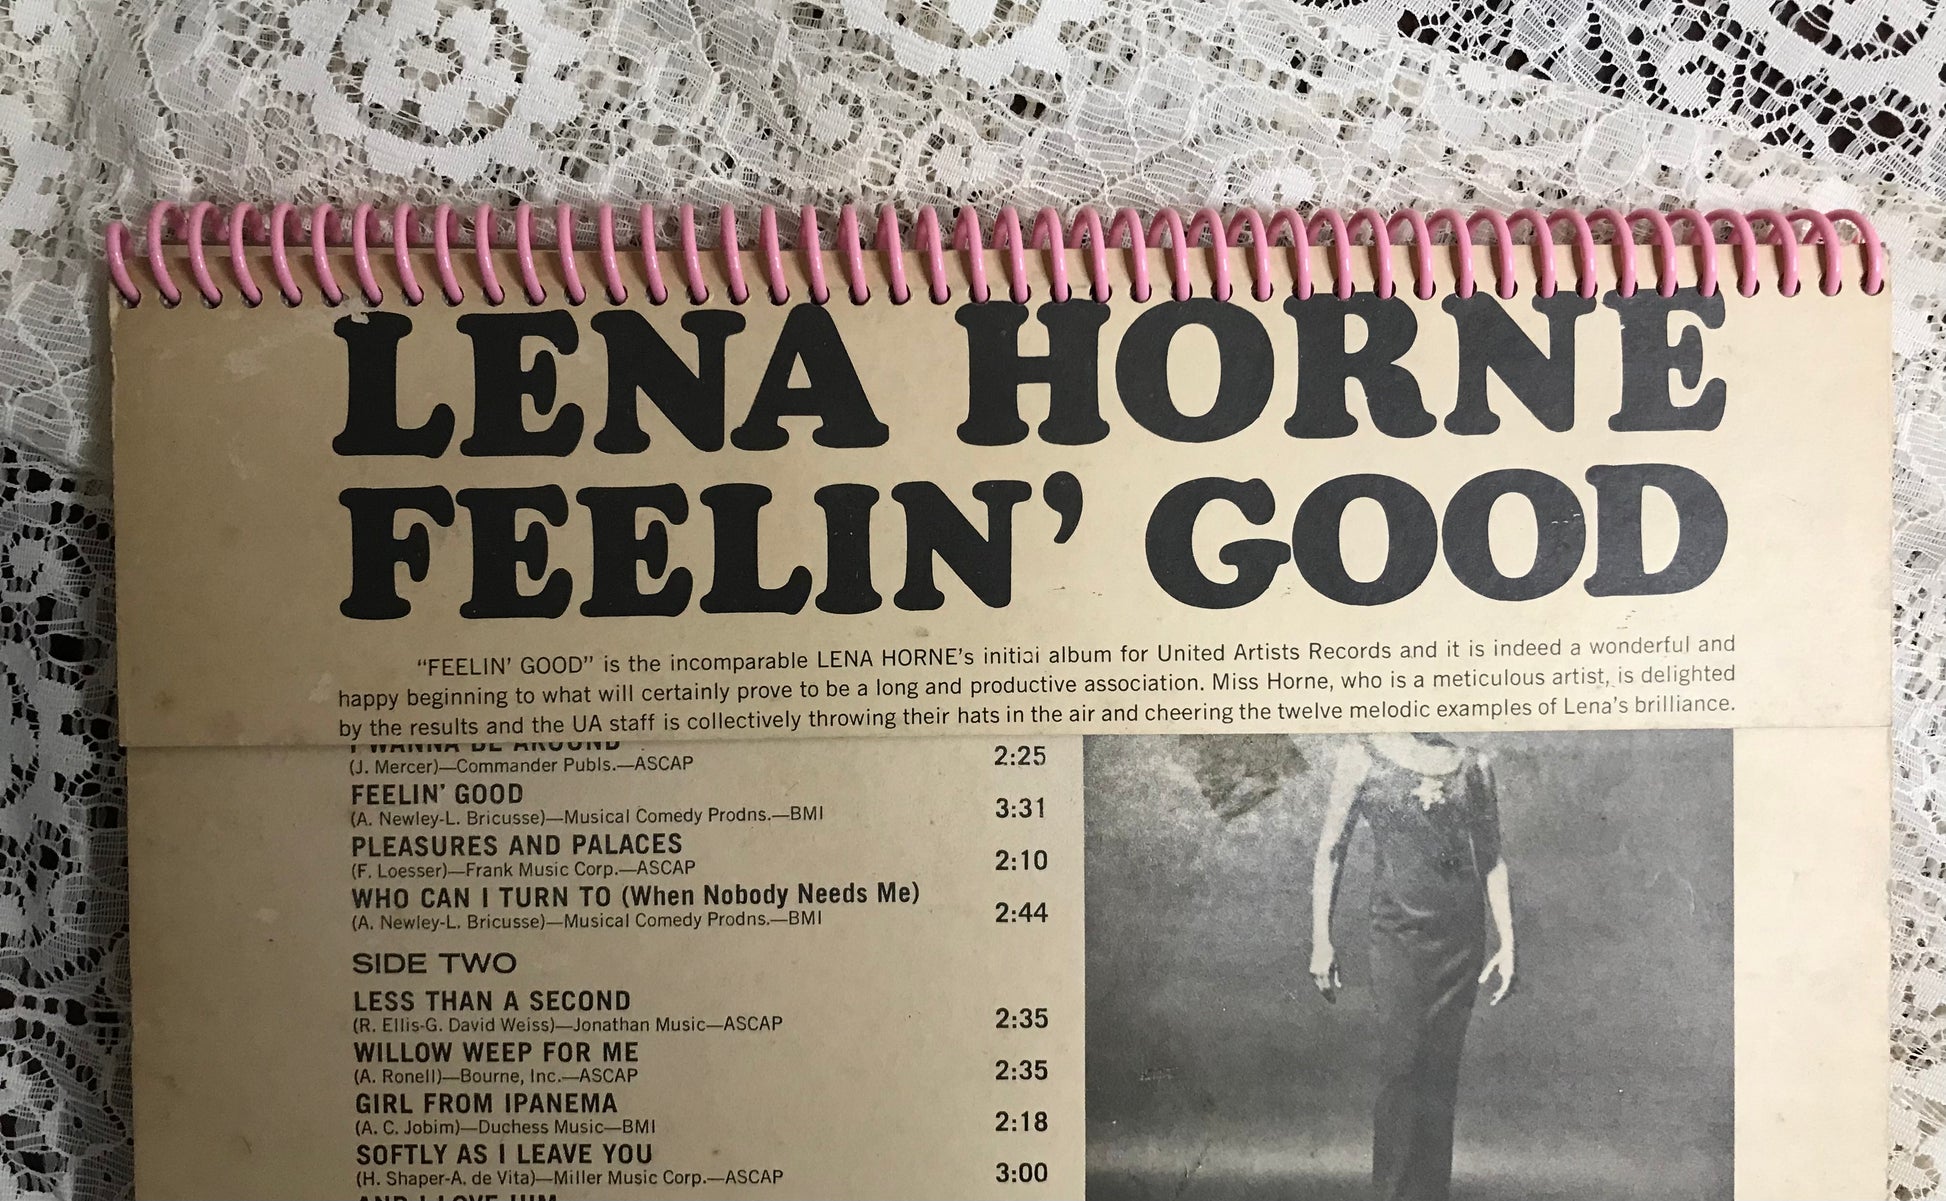 LENA HORNE
FEELIN’ GOOD
“FEELIN’ GOOD” is the incomparable LENA HORNE’s initial album for United Artists Records and it is indeed a wonderful and
happy beginning to what will certainly prove to be a long and productive association. Miss Horne, who is a meticulous artist, is delighted
by the results and the UA staff is collectively throwing their hats in the air and cheering the twelve melodic examples of Lena’s brilliance.
I WANNA BE AROUND 2:25
(J. Mercer)—Commander Publs.—ASCAP
FEELIN’ GOOD 3:31
(A. Newley-L. Bricusse)—Musical Comedy Prodns.—BMI
PLEASURES AND PALACES 2:10
(F. Loesser)—Frank Music Corp.—ASCAP
WHO CAN I TURN TO (When Nobody Needs Me) 2:44
(A. Newley-L. Bricusse)—Musical Comedy Prodns.—BMI
SIDE TWO
LESS THAN A SECOND 2:35
(R. Ellis-G. David Weiss)—Jonathan Music—ASCAP
WILLOW WEEP FOR ME 2:35
(A. Ronell)—Bourne, Inc.—ASCAP
GIRL FROM IPANEMA 2:18
(A. C. Jobim)—Duchess Music—BMI
SOFTLY AS I LEAVE YOU 3:00
(H. Shaper-A. de Vita)—Miller Music Corp.—ASCAP
AND I LOVE HIM